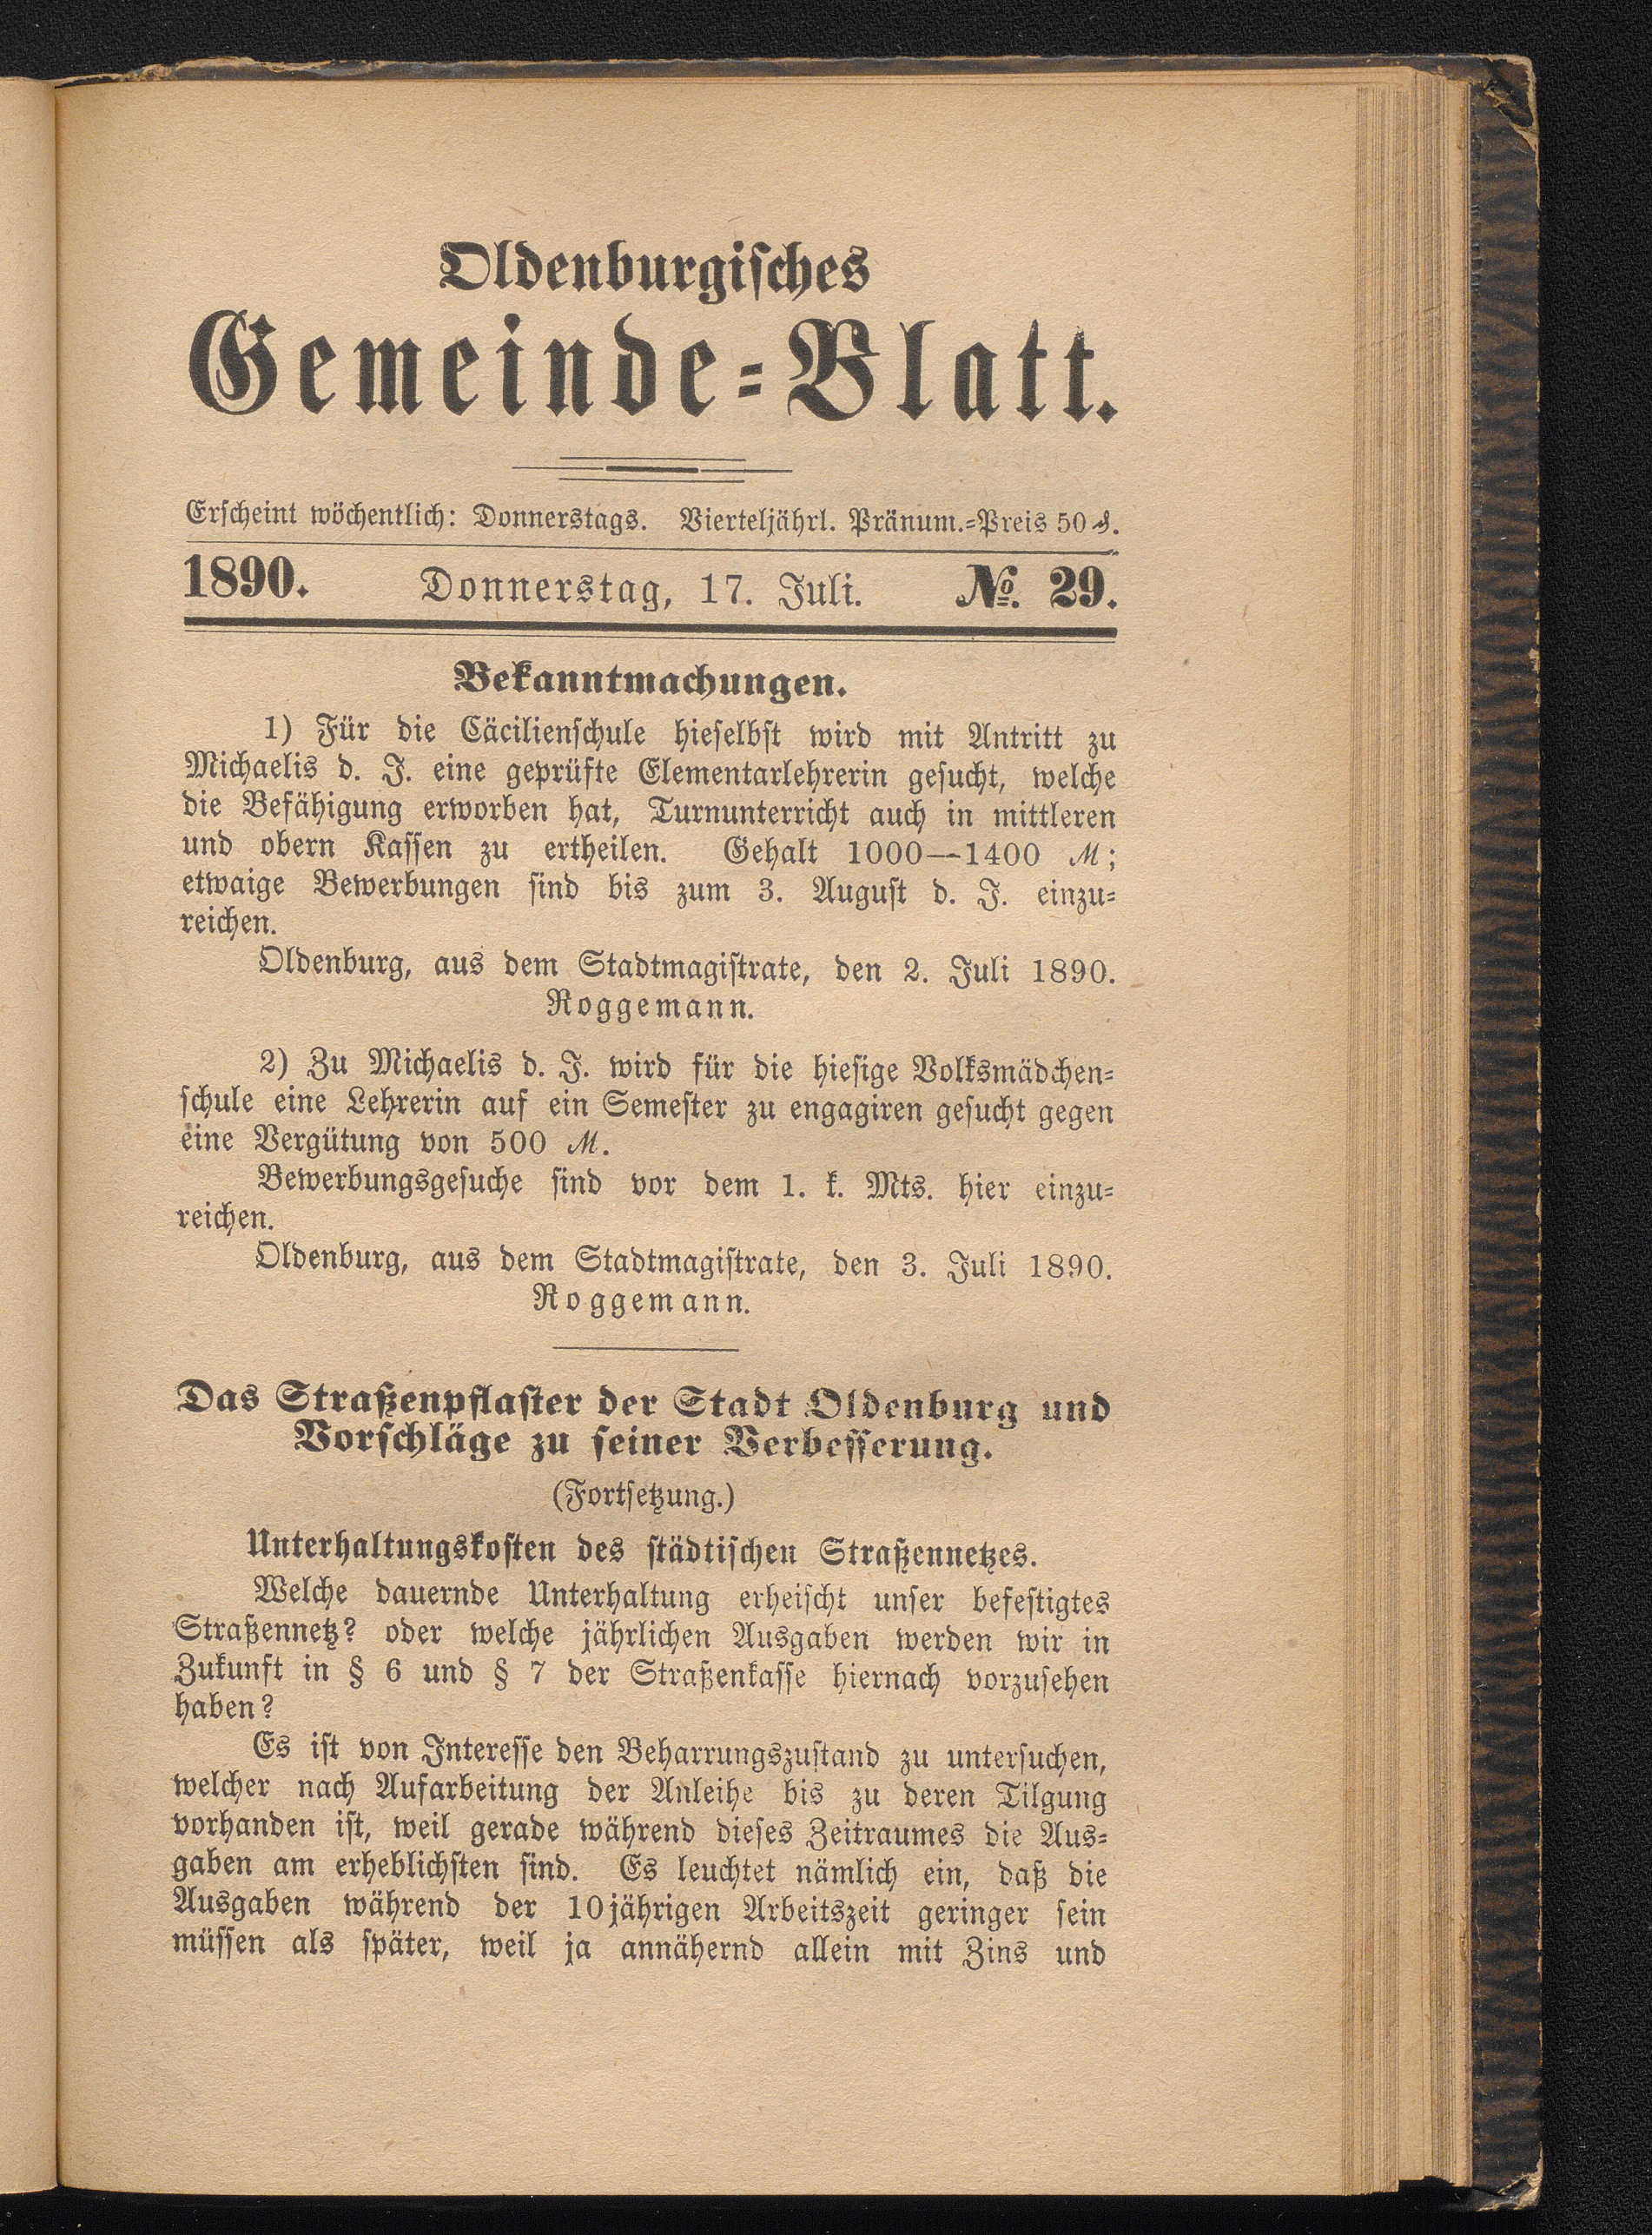 Oldenburgisches
Gemeinde-Blatt.
Erscheint wöchentlich: Donnerstags. Vierteljährl. Pränum.-Preis 50 ₰.
1890. Donnerstag, 17. Juli. №. 29.
Bekanntmachungen.
1) Für die Cäcilienschule hieselbst wird mit Antritt zu
Michaelis d. J. eine geprüfte Elementarlehrerin gesucht, welche
die Befähigung erworben hat, Turnunterricht auch in mittleren
und obern Kassen zu ertheilen. Gehalt 1000—1400 ℳ;
etwaige Bewerbungen sind bis zum 3. August d. J. einzu-
reichen.
Oldenburg, aus dem Stadtmagistrate, den 2. Juli 1890.
Roggemann.
2) Zu Michaelis d. J. wird für die hiesige Volksmädchen-
schule eine Lehrerin auf ein Semester zu engagiren gesucht gegen
eine Vergütung von 500 ℳ.
Bewerbungsgesuche sind vor dem 1. k. Mts. hier einzu-
reichen.
Oldenburg, aus dem Stadtmagistrate, den 3. Juli 1890.
Roggemann.
Das Straßenpflaster der Stadt Oldenburg und
Vorschläge zu seiner Verbesserung.
(Fortsetzung.)
Unterhaltungskosten des städtischen Straßennetzes.
Welche dauernde Unterhaltung erheischt unser befestigtes
Straßennetz? oder welche jährlichen Ausgaben werden wir in
Zukunft in § 6 und § 7 der Straßenkasse hiernach vorzusehen
haben?
Es ist von Interesse den Beharrungszustand zu untersuchen,
welcher nach Aufarbeitung der Anleihe bis zu deren Tilgung
vorhanden ist, weil gerade während dieses Zeitraumes die Aus-
gaben am erheblichsten sind. Es leuchtet nämlich ein, daß die
Ausgaben während der 10jährigen Arbeitszeit geringer sein
müssen als später, weil ja annähernd allein mit Zins und